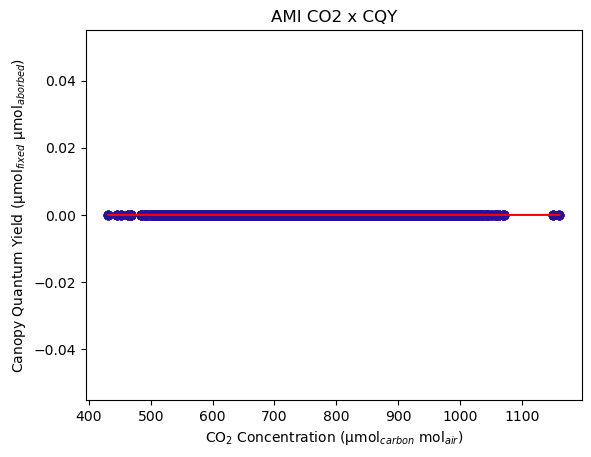 AMI CO2 x CQY
Canopy Quantum Yield (µmol_fixed µmol_aborbed)
0.04
0.02
0.00
−0.02
−0.04
400 500 600 700 800 900 1000 1100
CO₂ Concentration (µmol_carbon mol_air)